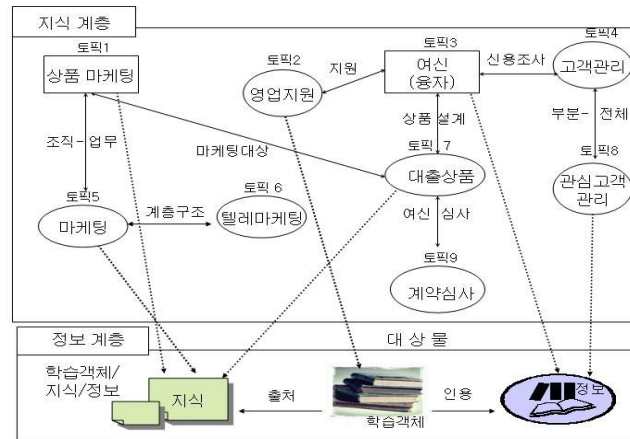 지식 계층
토픽1
상품 마케팅
토픽2
영업지원
지원
토픽3
여신
(융자)
신용조사
토픽4
고객관리
조직-업무
마케팅대상
상품 설계
토픽 7
대출상품
부분- 전체
토픽8
관심고객
관리
토픽5
마케팅
계층구조
토픽 6
텔레마케팅
여신 심사
토픽9
계약심사
정보 계층
대 상 물
학습객체/
지식/정보
지식
출처
학습객체
인용
정보